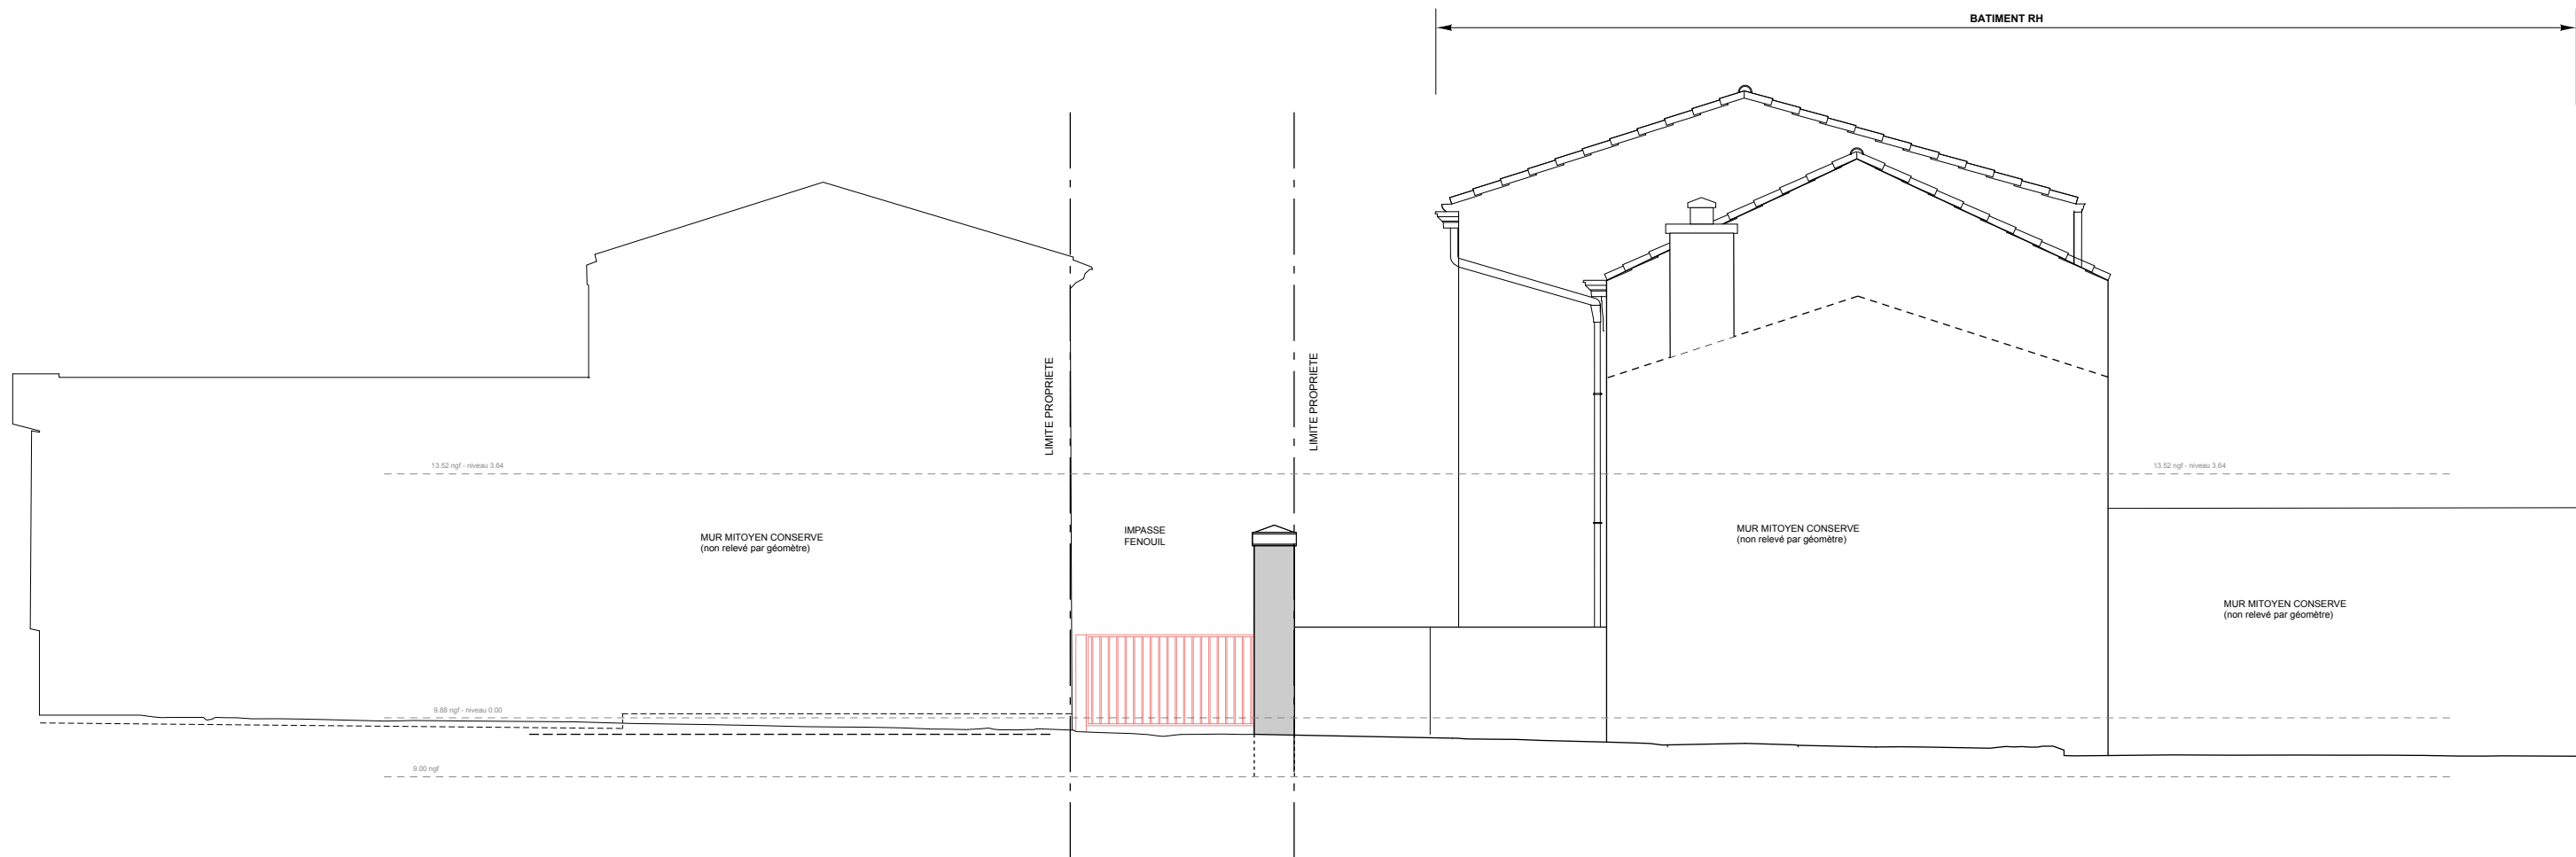 BATIMENT RH
LIMITE PROPRIETE
LIMITE PROPRIETE
13.52 ngf - niveau 3.64
13.52 ngf - niveau 3.64
MUR MITOYEN CONSERVE
(non relevé par géomètre)
IMPASSE
FENOUIL
MUR MITOYEN CONSERVE
(non relevé par géomètre)
MUR MITOYEN CONSERVE
(non relevé par géomètre)
9.88 ngf - niveau 0.00
9.00 ngf